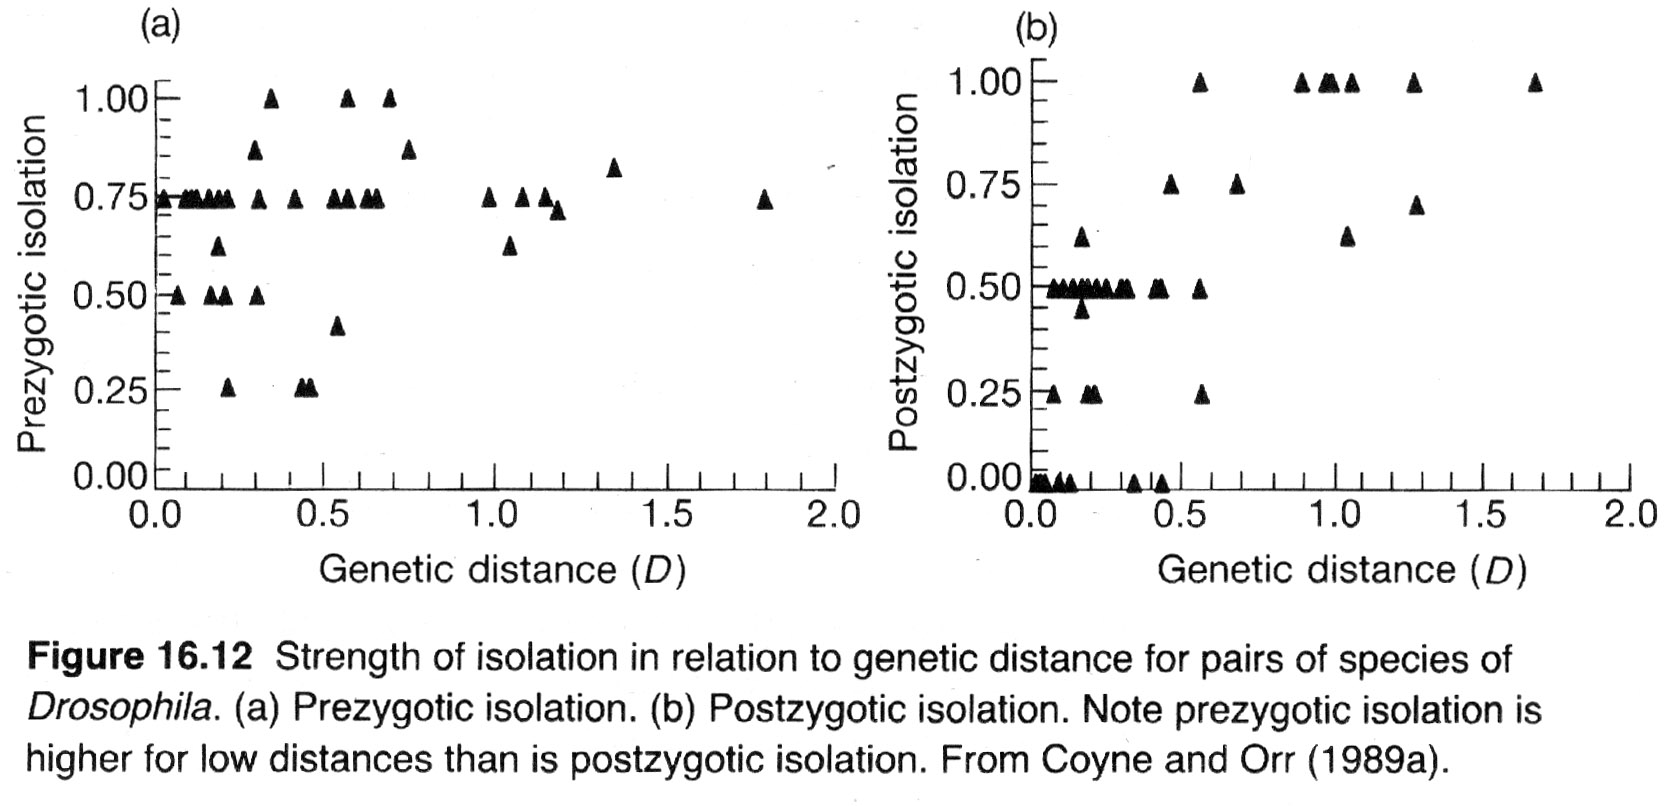 (a)
Prezygotic isolation
1.00
0.75
0.50
0.25
0.00
0.0 0.5 1.0 1.5 2.0
Genetic distance (D)
(b)
Postzygotic isolation
1.00
0.75
0.50
0.25
0.00
0.0 0.5 1.0 1.5 2.0
Genetic distance (D)
Figure 16.12 Strength of isolation in relation to genetic distance for pairs of species of
Drosophila. (a) Prezygotic isolation. (b) Postzygotic isolation. Note prezygotic isolation is
higher for low distances than is postzygotic isolation. From Coyne and Orr (1989a).